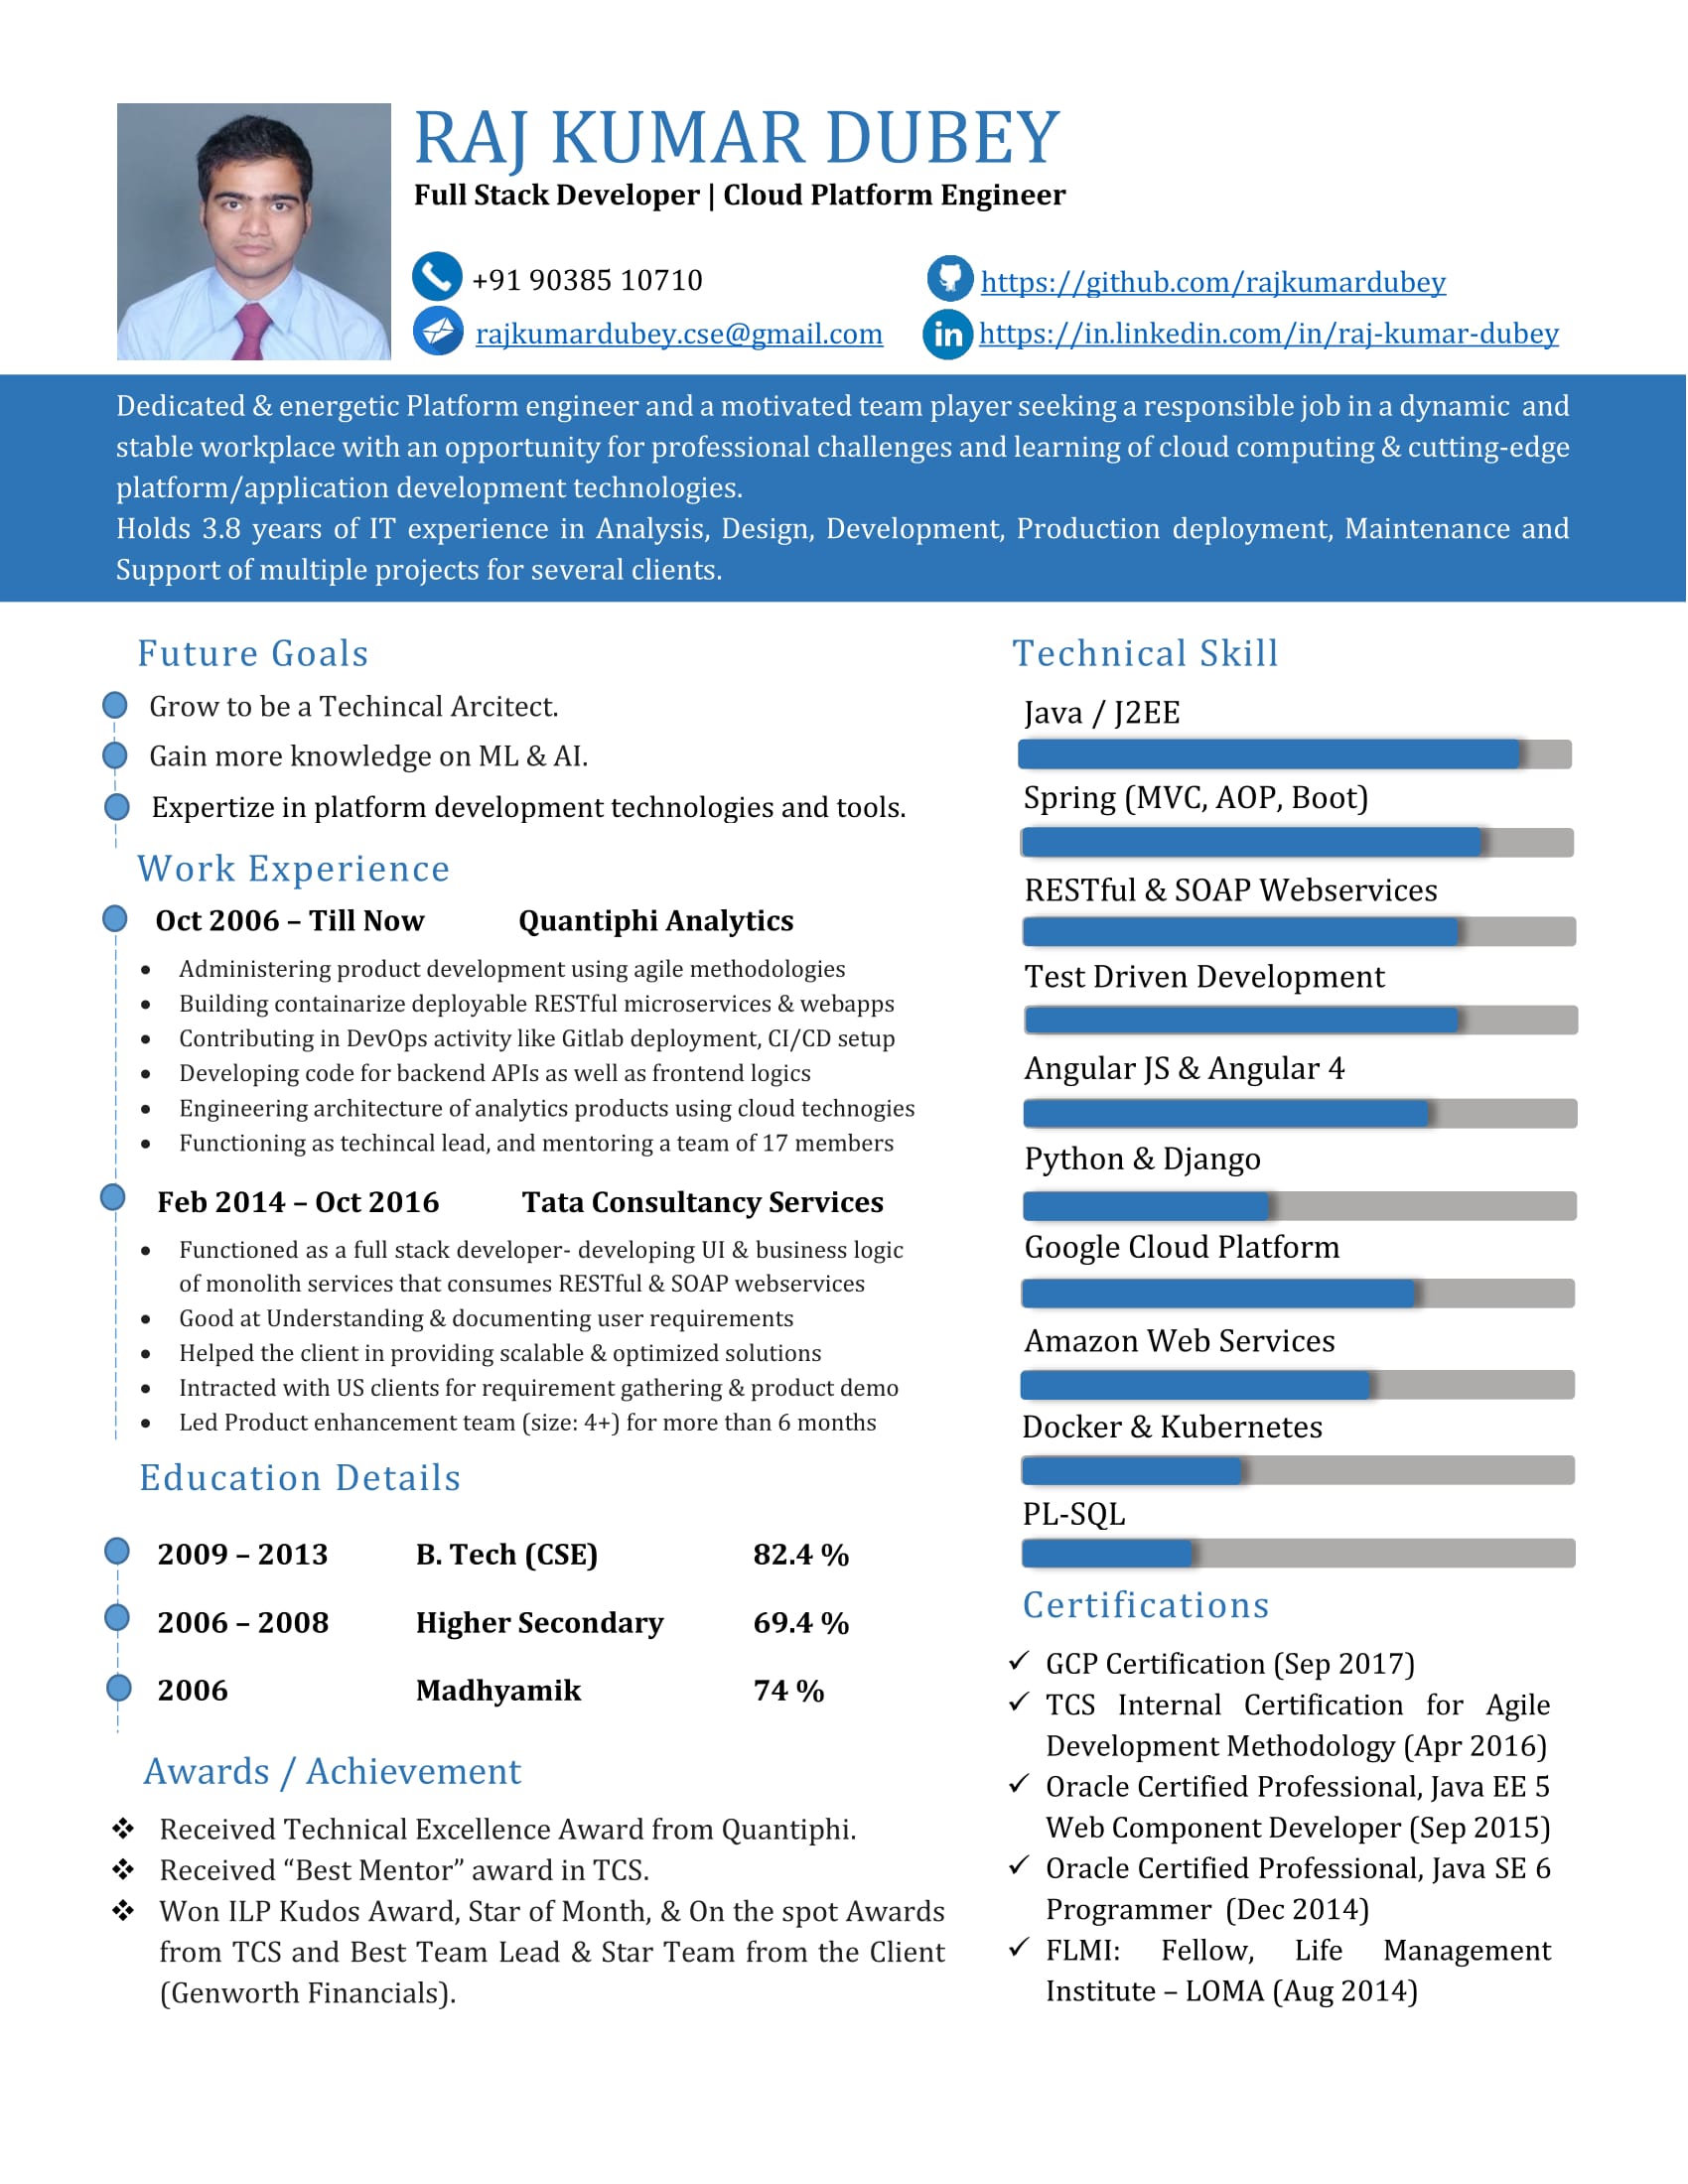 RAJ KUMAR DUBEY
Full Stack Developer | Cloud Platform Engineer
+91 90385 10710
https://github.com/rajkumardubey
rajkumardubey.cse@gmail.com
in
https://in.linkedin.com/in/raj-kumar-dubey
Dedicated & energetic Platform engineer and a motivated team player seeking a responsible job in a dynamic and
stable workplace with an opportunity for professional challenges and learning of cloud computing & cutting-edge
platform/application development technologies.
Holds 3.8 years of IT experience in Analysis, Design, Development, Production deployment, Maintenance and
Support of multiple projects for several clients.
Future Goals
Grow to be a Techincal Arcitect.
Gain more knowledge on ML & AI.
Expertize in platform development technologies and tools.
Work Experience
Oct 2006 – Till Now Quantiphi Analytics
• Administering product development using agile methodologies
• Building containarize deployable RESTful microservices & webapps
• Contributing in DevOps activity like Gitlab deployment, CI/CD setup
• Developing code for backend APIs as well as frontend logics
• Engineering architecture of analytics products using cloud technogies
• Functioning as techincal lead, and mentoring a team of 17 members
Feb 2014 – Oct 2016 Tata Consultancy Services
• Functioned as a full stack developer- developing UI & business logic
of monolith services that consumes RESTful & SOAP webservices
• Good at Understanding & documenting user requirements
• Helped the client in providing scalable & optimized solutions
• Intracted with US clients for requirement gathering & product demo
• Led Product enhancement team (size: 4+) for more than 6 months
Education Details
2009 – 2013 B. Tech (CSE) 82.4 %
2006 – 2008 Higher Secondary 69.4 %
2006 Madhyamik 74 %
Awards / Achievement
❖ Received Technical Excellence Award from Quantiphi.
❖ Received “Best Mentor” award in TCS.
❖ Won ILP Kudos Award, Star of Month, & On the spot Awards
from TCS and Best Team Lead & Star Team from the Client
(Genworth Financials).
Technical Skill
Java / J2EE
Spring (MVC, AOP, Boot)
RESTful & SOAP Webservices
Test Driven Development
Angular JS & Angular 4
Python & Django
Google Cloud Platform
Amazon Web Services
Docker & Kubernetes
PL-SQL
Certifications
✓ GCP Certification (Sep 2017)
✓ TCS Internal Certification for Agile
Development Methodology (Apr 2016)
✓ Oracle Certified Professional, Java EE 5
Web Component Developer (Sep 2015)
✓ Oracle Certified Professional, Java SE 6
Programmer (Dec 2014)
✓ FLMI: Fellow, Life Management
Institute – LOMA (Aug 2014)